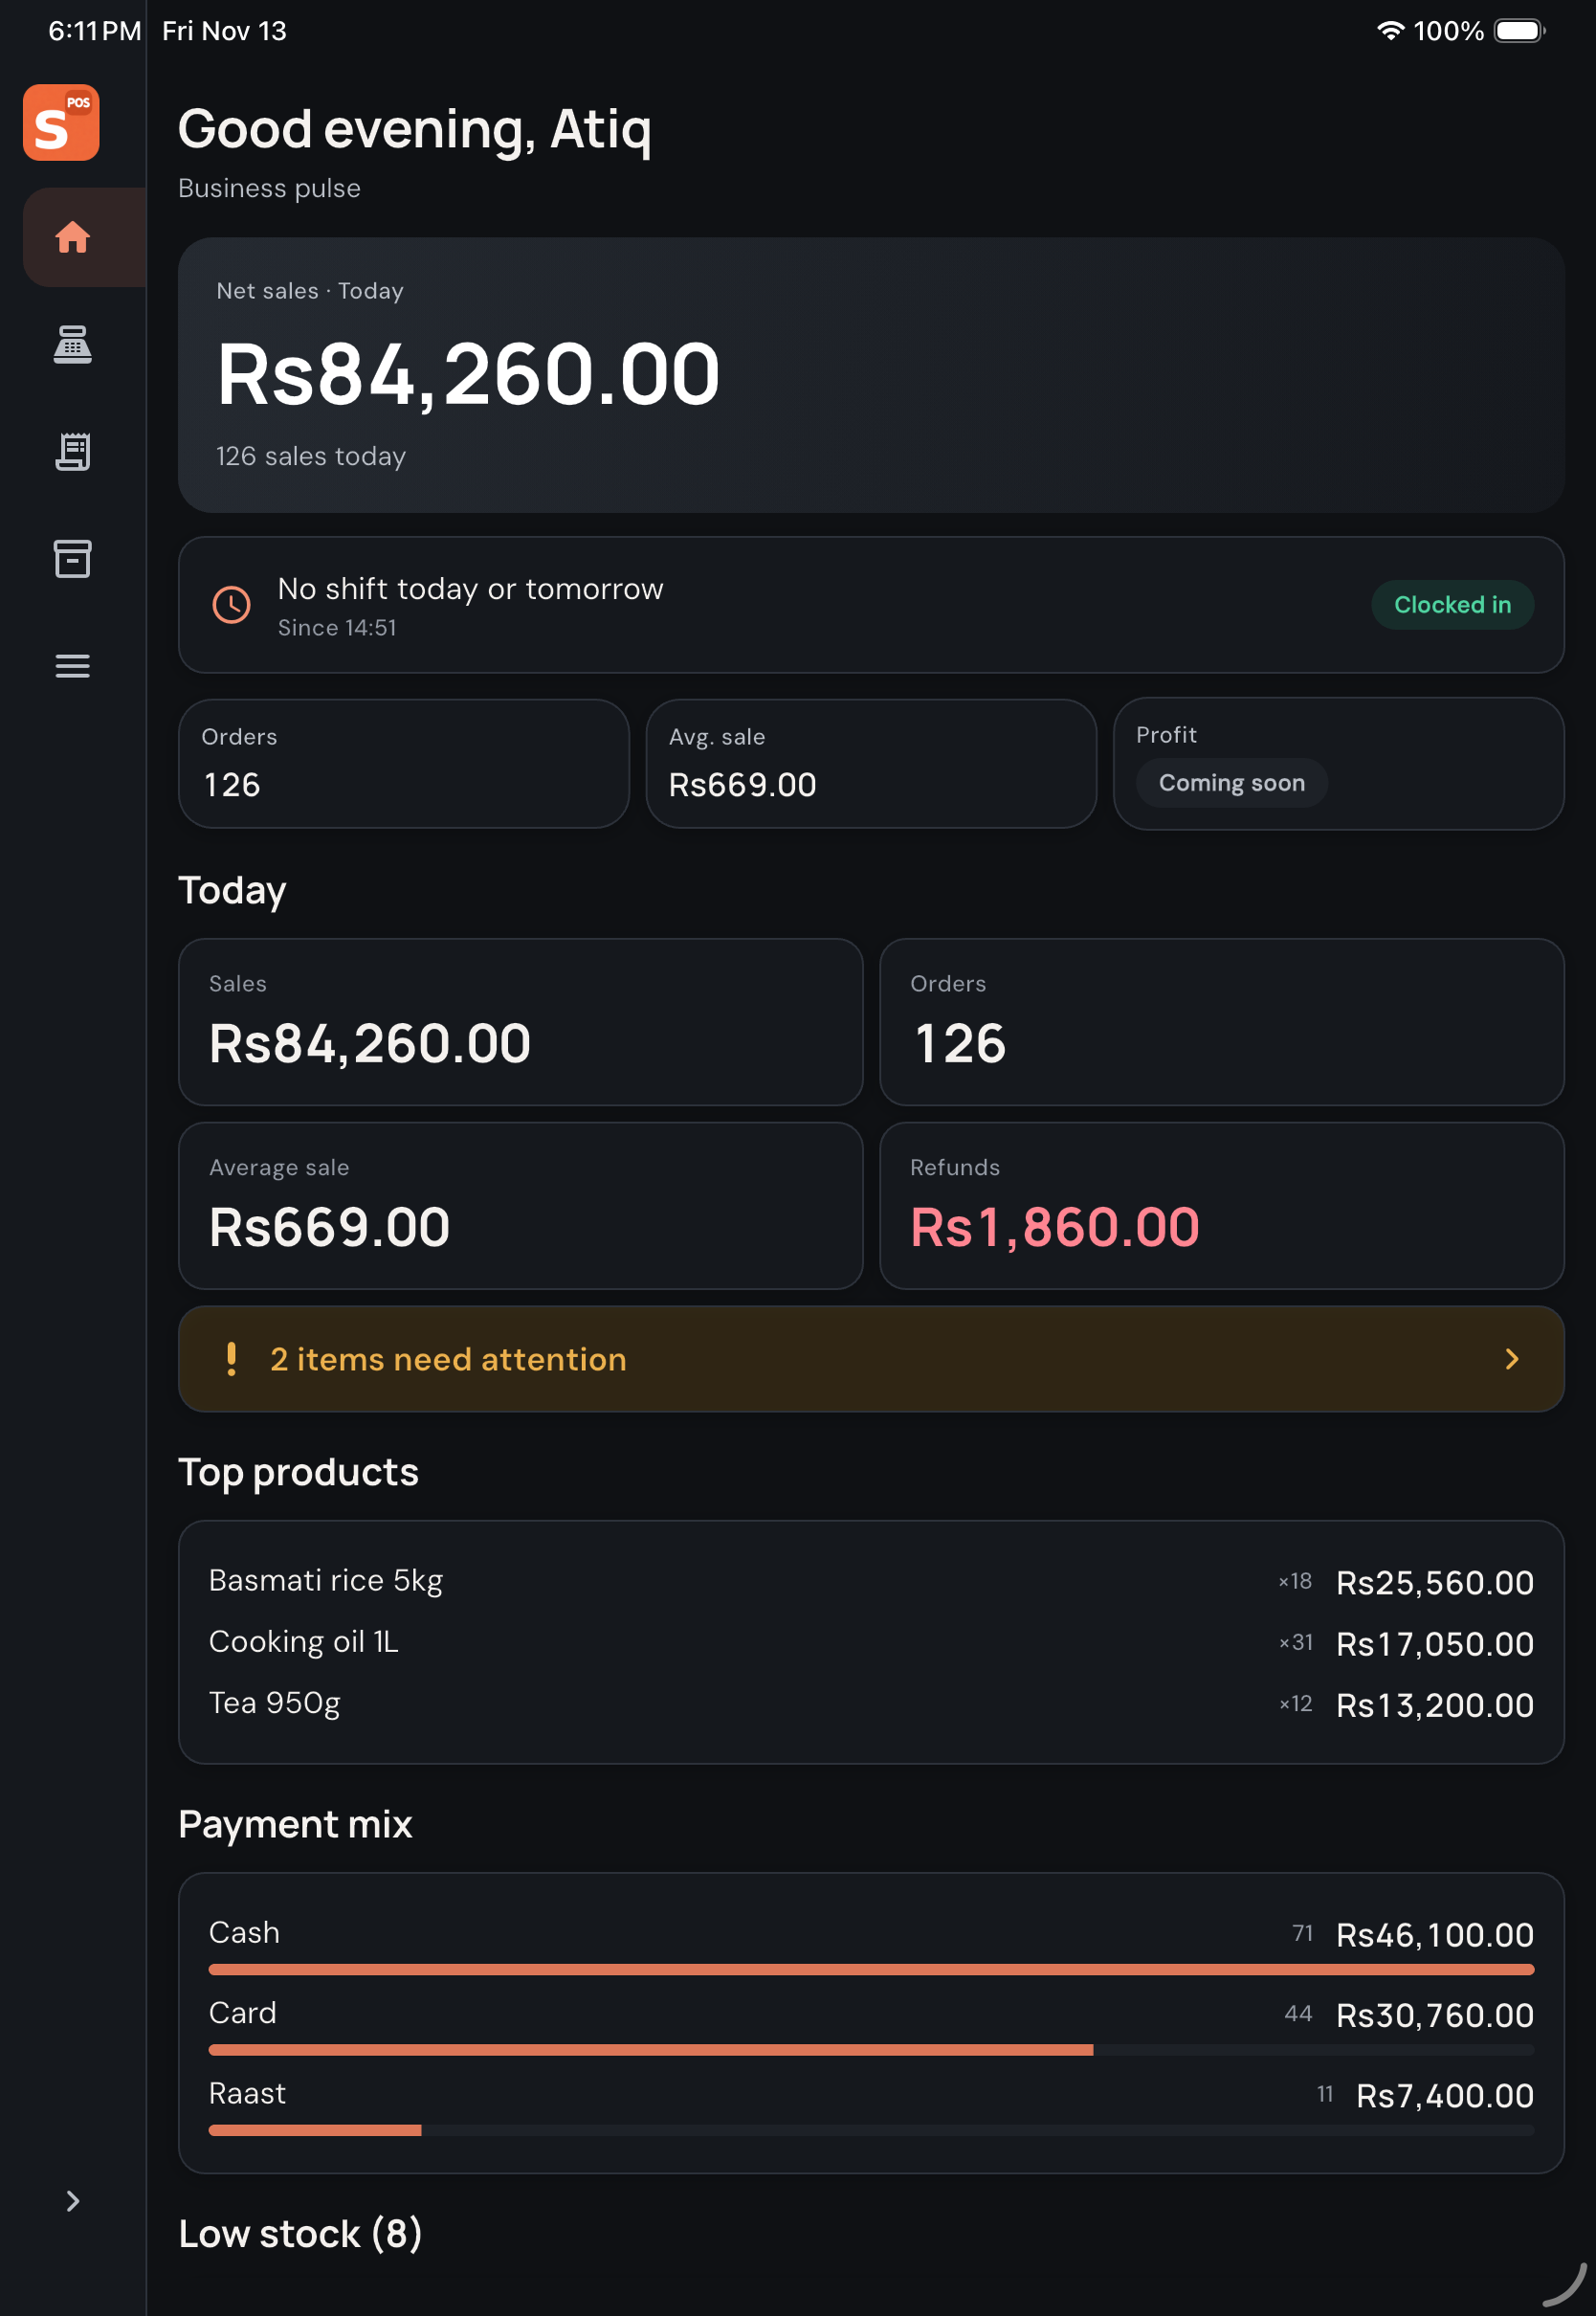 6:11 PM Fri Nov 13
100%
S POS
Good evening, Atiq
Business pulse
Net sales · Today
Rs84,260.00
126 sales today
No shift today or tomorrow
Since 14:51
Clocked in
Orders
126
Avg. sale
Rs669.00
Profit
Coming soon
Today
Sales
Rs84,260.00
Orders
126
Average sale
Rs669.00
Refunds
Rs1,860.00
2 items need attention
Top products
Basmati rice 5kg ×18 Rs25,560.00
Cooking oil 1L ×31 Rs17,050.00
Tea 950g ×12 Rs13,200.00
Payment mix
Cash 71 Rs46,100.00
Card 44 Rs30,760.00
Raast 11 Rs7,400.00
Low stock (8)